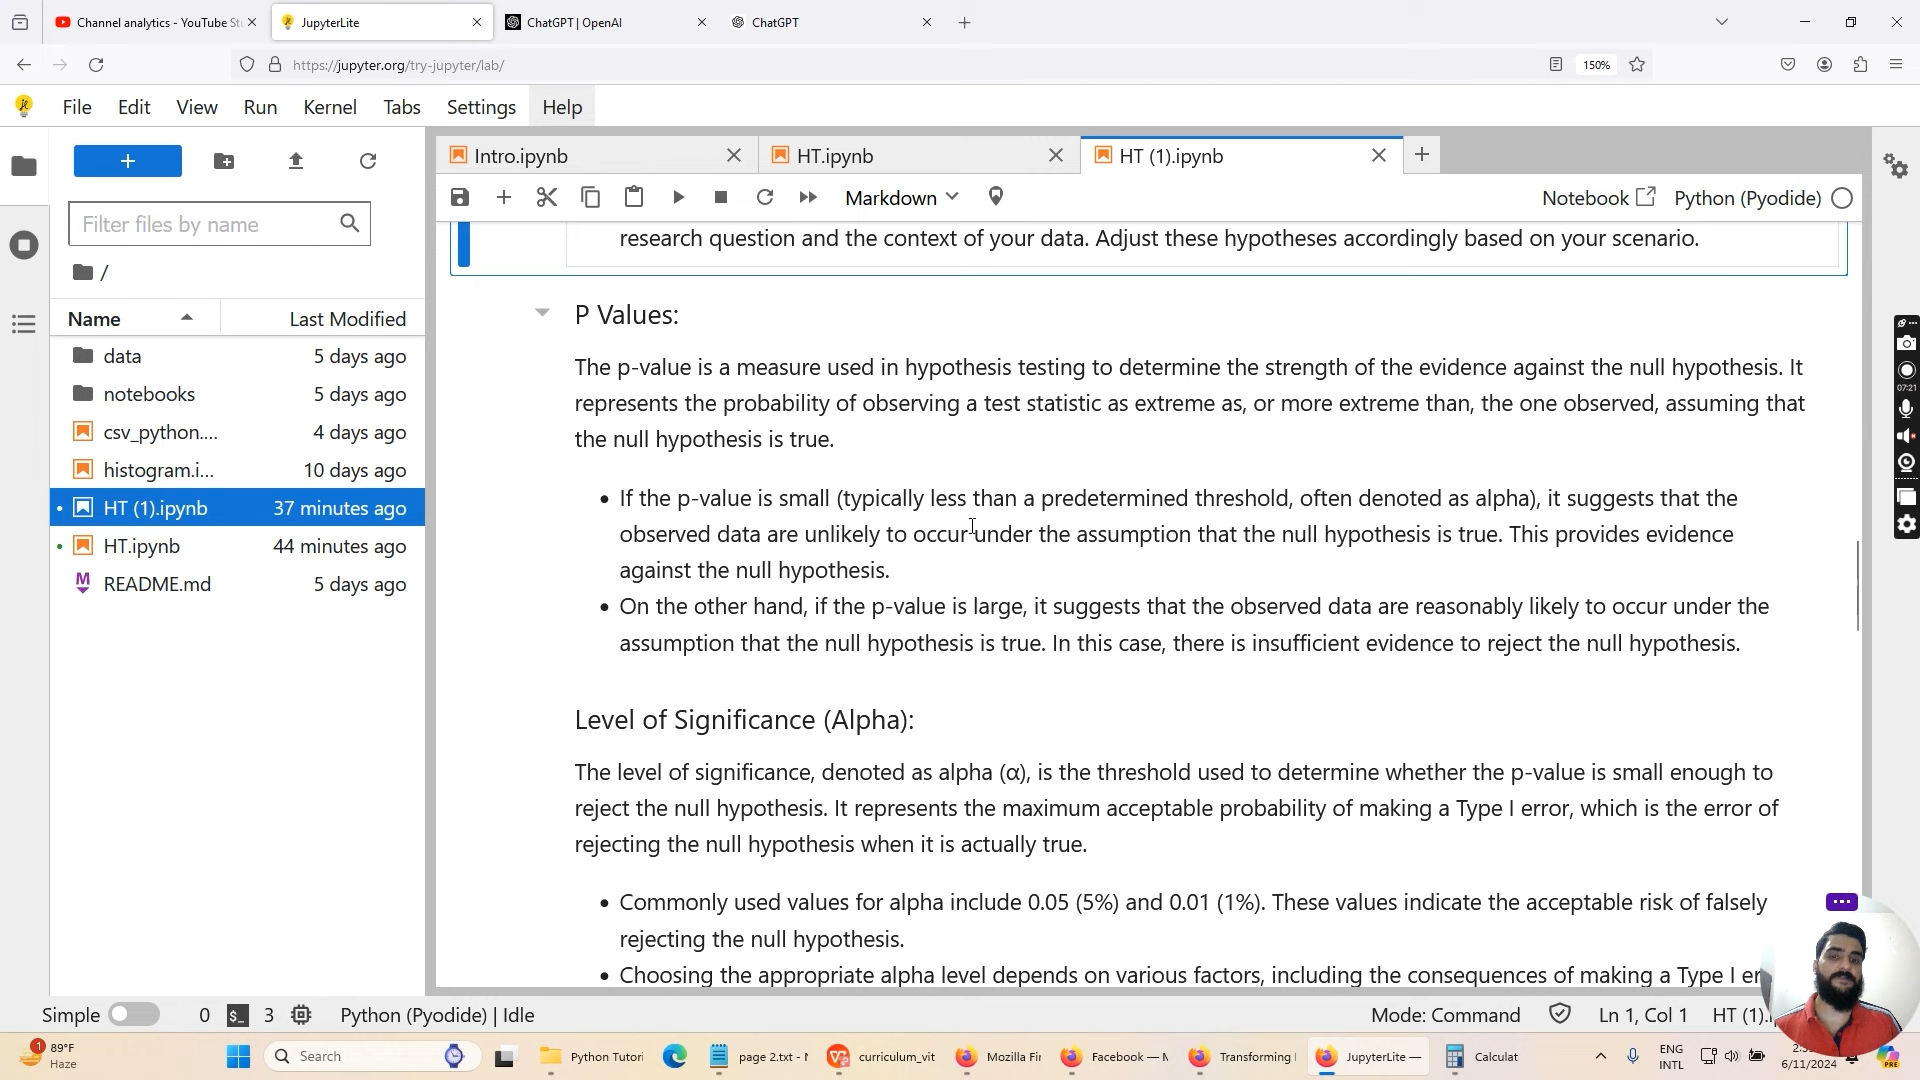 Channel analytics - YouTube St
JupyterLite
ChatGPT | OpenAI
ChatGPT
https://jupyter.org/try-jupyter/lab/
150%
File Edit View Run Kernel Tabs Settings Help
Filter files by name
/
Name Last Modified
data 5 days ago
notebooks 5 days ago
csv_python.... 4 days ago
histogram.i... 10 days ago
HT (1).ipynb 37 minutes ago
HT.ipynb 44 minutes ago
README.md 5 days ago
Intro.ipynb HT.ipynb HT (1).ipynb
Markdown Notebook Python (Pyodide)
research question and the context of your data. Adjust these hypotheses accordingly based on your scenario.
P Values:
The p-value is a measure used in hypothesis testing to determine the strength of the evidence against the null hypothesis. It
represents the probability of observing a test statistic as extreme as, or more extreme than, the one observed, assuming that
the null hypothesis is true.
• If the p-value is small (typically less than a predetermined threshold, often denoted as alpha), it suggests that the
observed data are unlikely to occur under the assumption that the null hypothesis is true. This provides evidence
against the null hypothesis.
• On the other hand, if the p-value is large, it suggests that the observed data are reasonably likely to occur under the
assumption that the null hypothesis is true. In this case, there is insufficient evidence to reject the null hypothesis.
Level of Significance (Alpha):
The level of significance, denoted as alpha (α), is the threshold used to determine whether the p-value is small enough to
reject the null hypothesis. It represents the maximum acceptable probability of making a Type I error, which is the error of
rejecting the null hypothesis when it is actually true.
• Commonly used values for alpha include 0.05 (5%) and 0.01 (1%). These values indicate the acceptable risk of falsely
rejecting the null hypothesis.
• Choosing the appropriate alpha level depends on various factors, including the consequences of making a Type I er
07:21
Simple 0 3 Python (Pyodide) | Idle Mode: Command Ln 1, Col 1 HT (1).
1 89°F
Haze
Search
Python Tutori
page 2.txt - N
curriculum_vit
Mozilla Fir
Facebook — M
Transforming
JupyterLite —
Calculat
ENG
INTL
6/11/2024
PRE